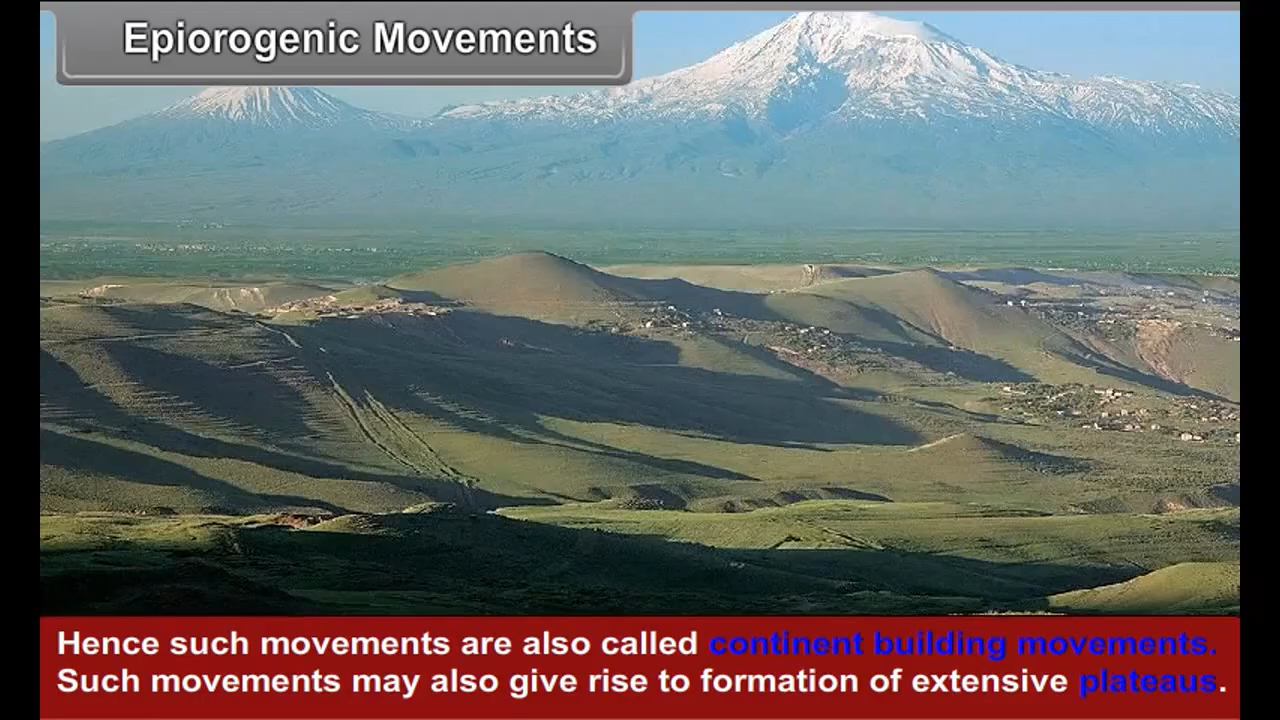 Epiorogenic Movements
Hence such movements are also called continent building movements.
Such movements may also give rise to formation of extensive plateaus.